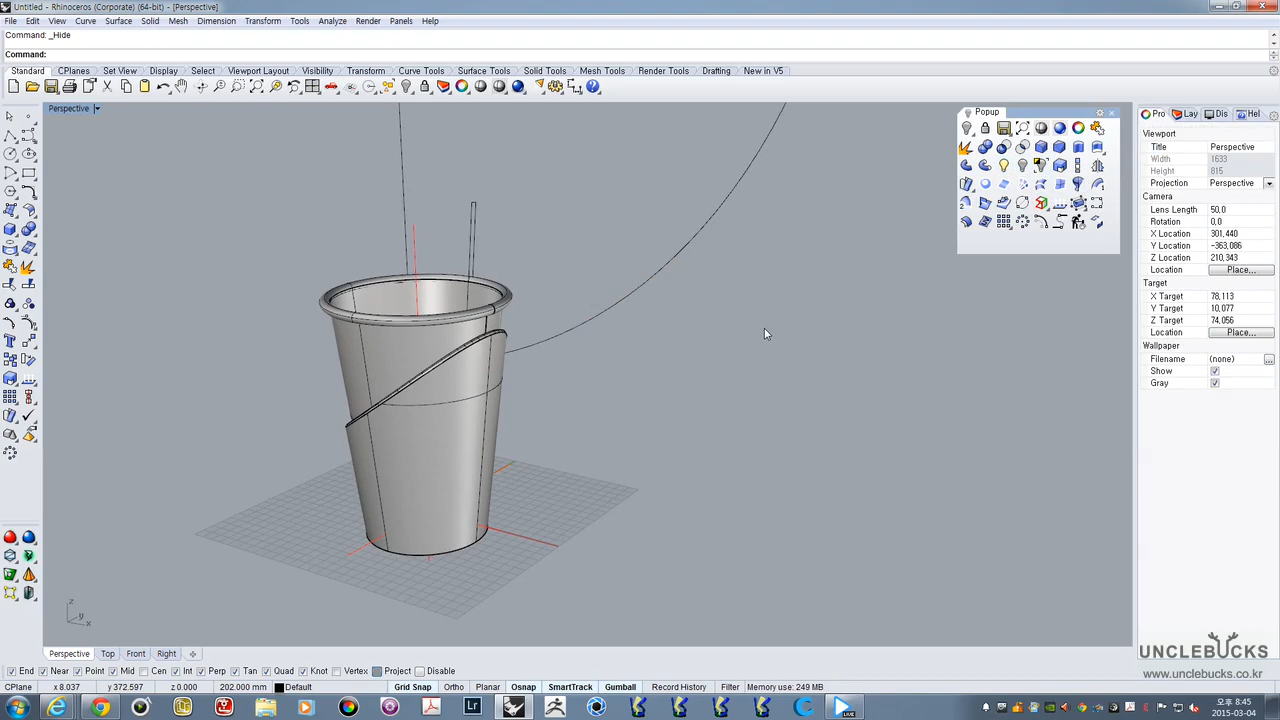 Untitled - Rhinoceros (Corporate) (64-bit) - [Perspective]
File Edit View Curve Surface Solid Mesh Dimension Transform Tools Analyze Render Panels Help
Command: _Hide
Command:
Standard CPlanes Set View Display Select Viewport Layout Visibility Transform Curve Tools Surface Tools Solid Tools Mesh Tools Render Tools Drafting New in V5
Perspective
Popup
Pro Lay Dis Hel
Viewport
Title Perspective
Width 1633
Height 815
Projection Perspective
Camera
Lens Length 50,0
Rotation 0,0
X Location 301,440
Y Location -363,086
Z Location 210,343
Location Place...
Target
X Target 78,113
Y Target 10,077
Z Target 74,056
Location Place...
Wallpaper
Filename (none) ...
Show
Gray
z
y
x
Perspective Top Front Right
UNCLEBUCKS
www.unclebucks.co.kr
End Near Point Mid Cen Int Perp Tan Quad Knot Vertex Project Disable
CPlane x 8.037 y 372.597 z 0.000 202.000 mm Default Grid Snap Ortho Planar Osnap SmartTrack Gumball Record History Filter Memory use: 249 MB
Lr
LIVE
오후 8:45
2015-03-04